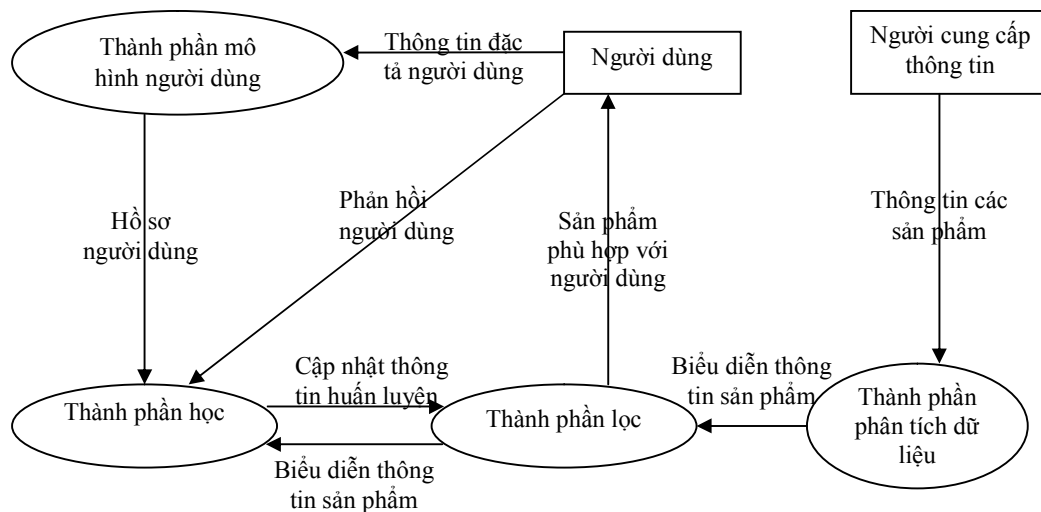 Thành phần mô
hình người dùng
Thông tin đặc
tả người dùng
Người dùng
Người cung cấp
thông tin
Hồ sơ
người dùng
Phản hồi
người dùng
Sản phẩm
phù hợp với
người dùng
Thông tin các
sản phẩm
Thành phần học
Cập nhật thông
tin huấn luyện
Thành phần lọc
Biểu diễn thông
tin sản phẩm
Thành phần
phân tích dữ
liệu
Biểu diễn thông
tin sản phẩm